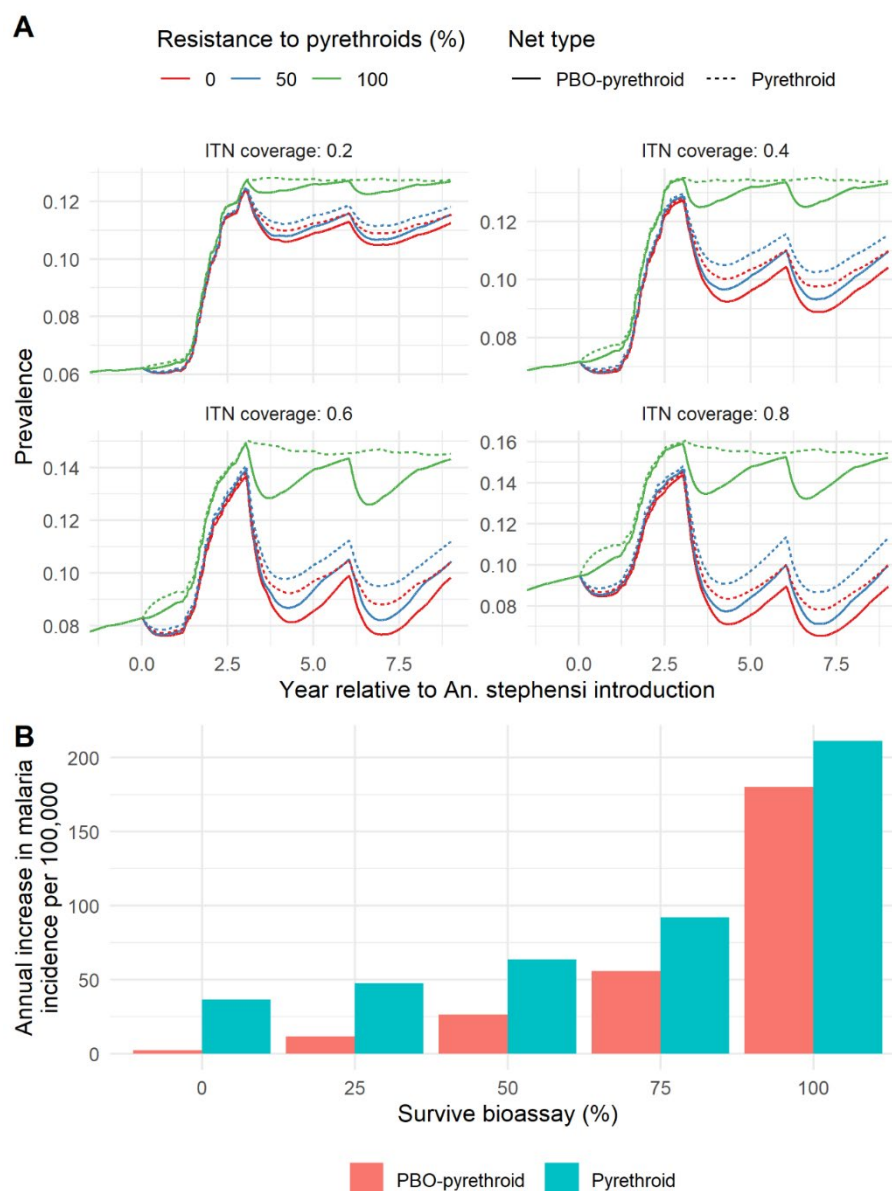 A
Resistance to pyrethroids (%) Net type
0 50 100 PBO-pyrethroid Pyrethroid
ITN coverage: 0.2 ITN coverage: 0.4
0.12
0.10
0.08
0.06
0.12
0.10
0.08
Prevalence
ITN coverage: 0.6 ITN coverage: 0.8
0.14
0.12
0.10
0.08
0.16
0.14
0.12
0.10
0.08
0.0 2.5 5.0 7.5 0.0 2.5 5.0 7.5
Year relative to An. stephensi introduction
B
Annual increase in malaria
incidence per 100,000
200
150
100
50
0
0 25 50 75 100
Survive bioassay (%)
PBO-pyrethroid Pyrethroid